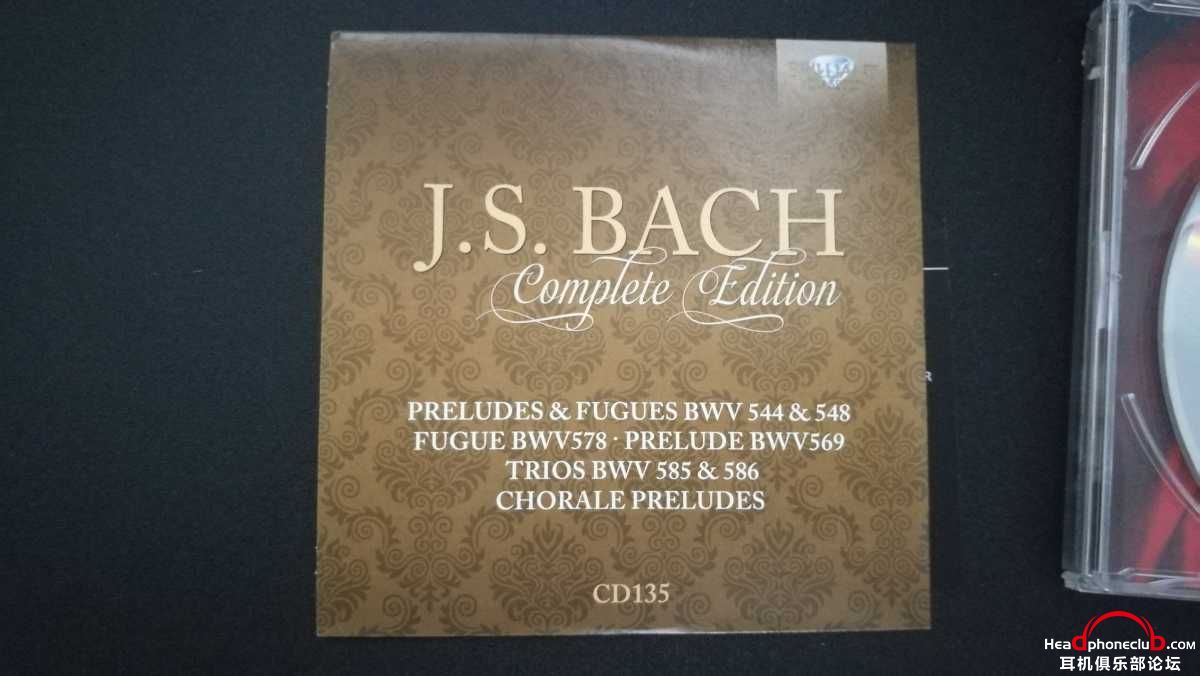 J.S. BACH
Complete Edition
PRELUDES & FUGUES BWV 544 & 548
FUGUE BWV578 · PRELUDE BWV569
TRIOS BWV 585 & 586
CHORALE PRELUDES
CD135
R
Headphoneclub.com
耳机俱乐部论坛